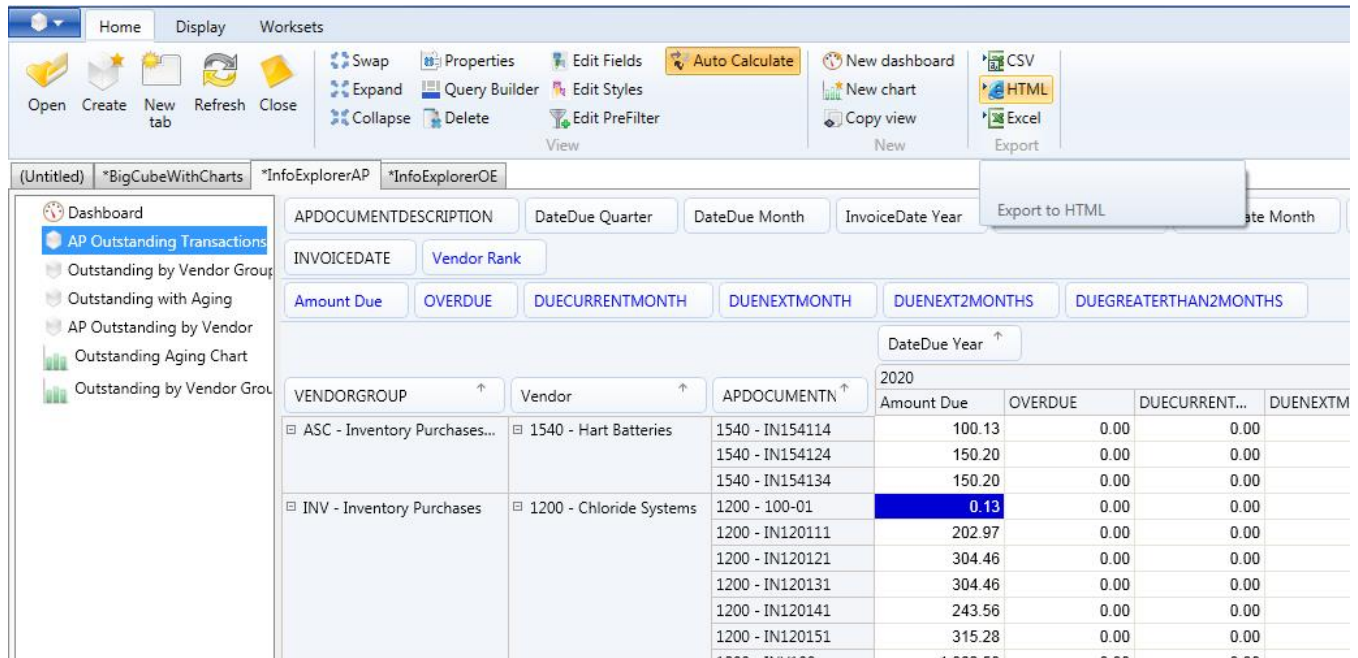 Home Display Worksets
Swap Properties Edit Fields Auto Calculate New dashboard CSV
Open Create New tab Refresh Close Expand Query Builder Edit Styles New chart HTML
Collapse Delete Edit PreFilter Copy view Excel
View New Export
(Untitled) *BigCubeWithCharts *InfoExplorerAP *InfoExplorerOE
Dashboard
AP Outstanding Transactions
Outstanding by Vendor Group
Outstanding with Aging
AP Outstanding by Vendor
Outstanding Aging Chart
Outstanding by Vendor Grou
APDOCUMENTDESCRIPTION DateDue Quarter DateDue Month InvoiceDate Year Export to HTML ate Month
INVOICEDATE Vendor Rank
Amount Due OVERDUE DUECURRENTMONTH DUENEXTMONTH DUENEXT2MONTHS DUEGREATERTHAN2MONTHS
DateDue Year
2020
VENDORGROUP Vendor APDOCUMENTN Amount Due OVERDUE DUECURRENT... DUENEXTM
ASC - Inventory Purchases... 1540 - Hart Batteries 1540 - IN154114 100.13 0.00 0.00
1540 - IN154124 150.20 0.00 0.00
1540 - IN154134 150.20 0.00 0.00
INV - Inventory Purchases 1200 - Chloride Systems 1200 - 100-01 0.13 0.00 0.00
1200 - IN120111 202.97 0.00 0.00
1200 - IN120121 304.46 0.00 0.00
1200 - IN120131 304.46 0.00 0.00
1200 - IN120141 243.56 0.00 0.00
1200 - IN120151 315.28 0.00 0.00